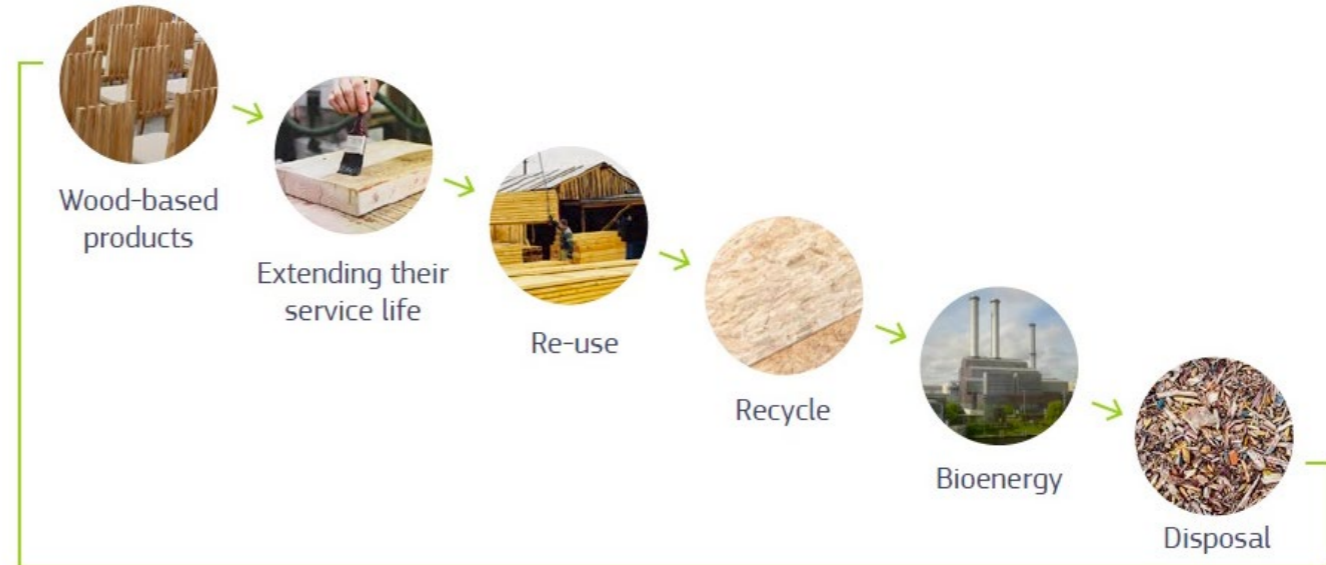 Wood-based
products
Extending their
service life
Re-use
Recycle
Bioenergy
Disposal